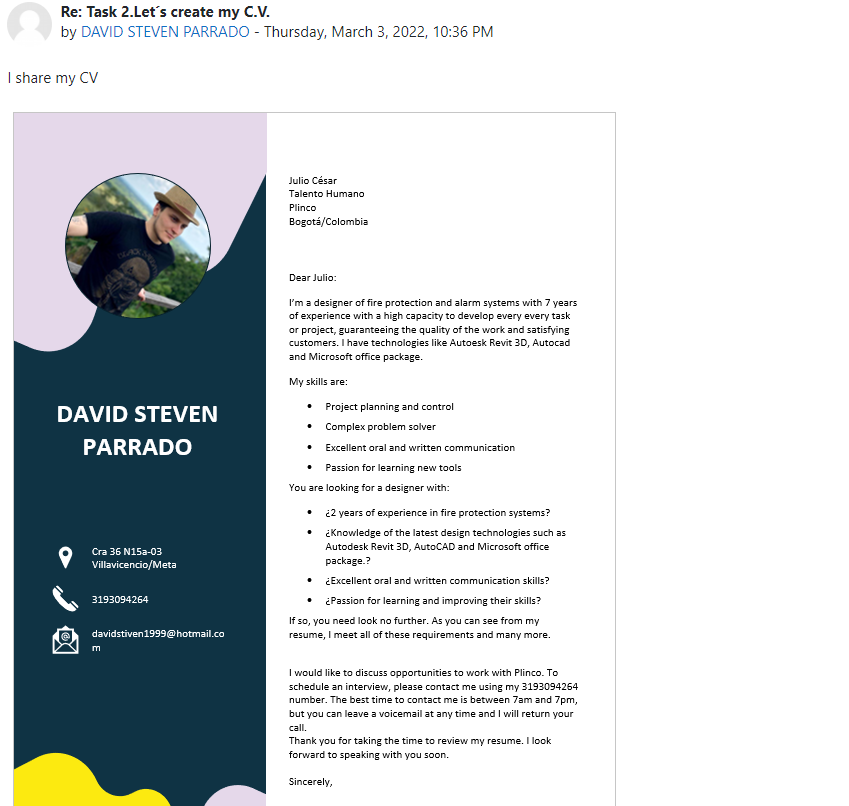 Re: Task 2.Let´s create my C.V.
by DAVID STEVEN PARRADO - Thursday, March 3, 2022, 10:36 PM
I share my CV
DAVID STEVEN
PARRADO
Cra 36 N15a-03
Villavicencio/Meta
3193094264
davidstiven1999@hotmail.co
m
Julio César
Talento Humano
Plinco
Bogotá/Colombia
Dear Julio:
I'm a designer of fire protection and alarm systems with 7 years
of experience with a high capacity to develop every every task
or project, guaranteeing the quality of the work and satisfying
customers. I have technologies like Autoesk Revit 3D, Autocad
and Microsoft office package.
My skills are:
• Project planning and control
• Complex problem solver
• Excellent oral and written communication
• Passion for learning new tools
You are looking for a designer with:
• ¿2 years of experience in fire protection systems?
• ¿Knowledge of the latest design technologies such as
Autodesk Revit 3D, AutoCAD and Microsoft office
package.?
• ¿Excellent oral and written communication skills?
• ¿Passion for learning and improving their skills?
If so, you need look no further. As you can see from my
resume, I meet all of these requirements and many more.
I would like to discuss opportunities to work with Plinco. To
schedule an interview, please contact me using my 3193094264
number. The best time to contact me is between 7am and 7pm,
but you can leave a voicemail at any time and I will return your
call.
Thank you for taking the time to review my resume. I look
forward to speaking with you soon.
Sincerely,